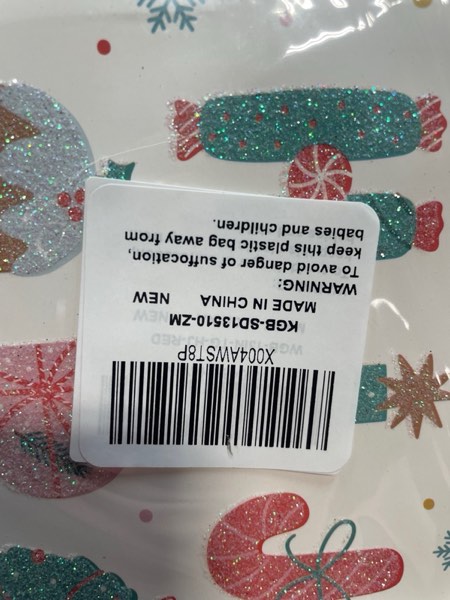 X004AWST8P
KGB-SD13510-ZM
MADE IN CHINA NEW
WARNING:
To avoid danger of suffocation,
keep this plastic bag away from
babies and children.